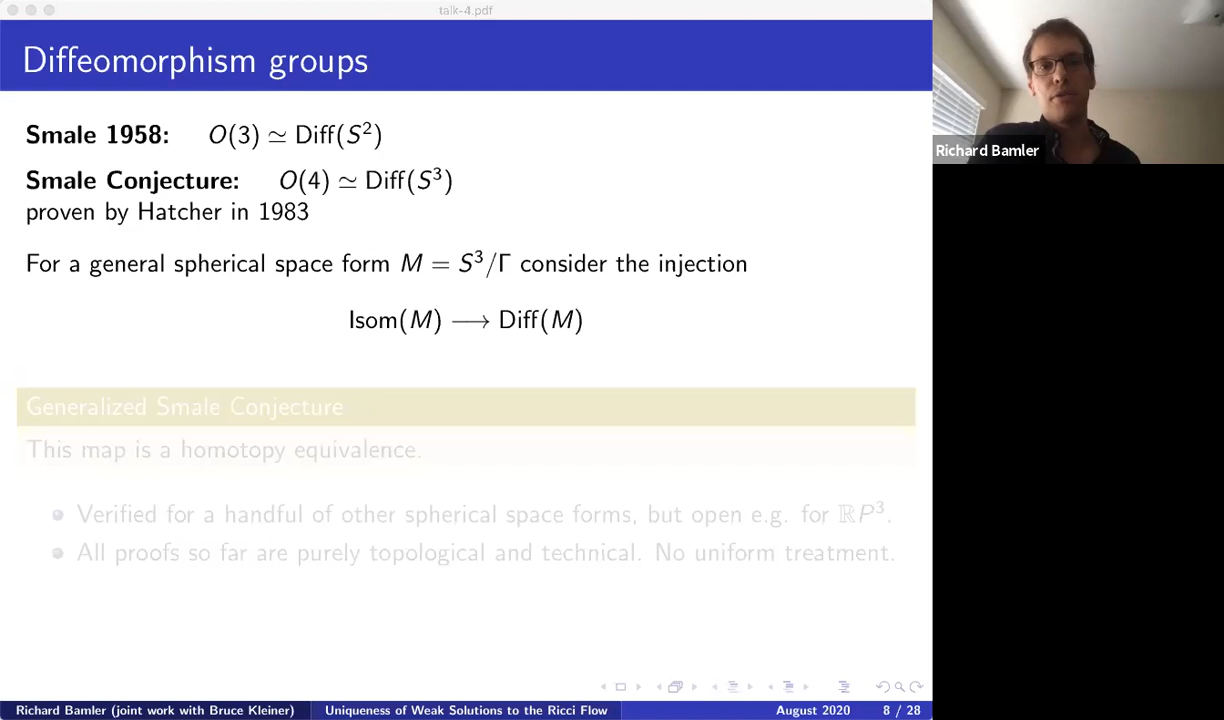 talk-4.pdf
Diffeomorphism groups
Smale 1958: O(3) ≃ Diff(S²)
Smale Conjecture: O(4) ≃ Diff(S³)
proven by Hatcher in 1983
For a general spherical space form M = S³/Γ consider the injection
Isom(M) ⟶ Diff(M)
Generalized Smale Conjecture
This map is a homotopy equivalence.
Verified for a handful of other spherical space forms, but open e.g. for ℝP³.
All proofs so far are purely topological and technical. No uniform treatment.
Richard Bamler (joint work with Bruce Kleiner) Uniqueness of Weak Solutions to the Ricci Flow August 2020 8 / 28
Richard Bamler